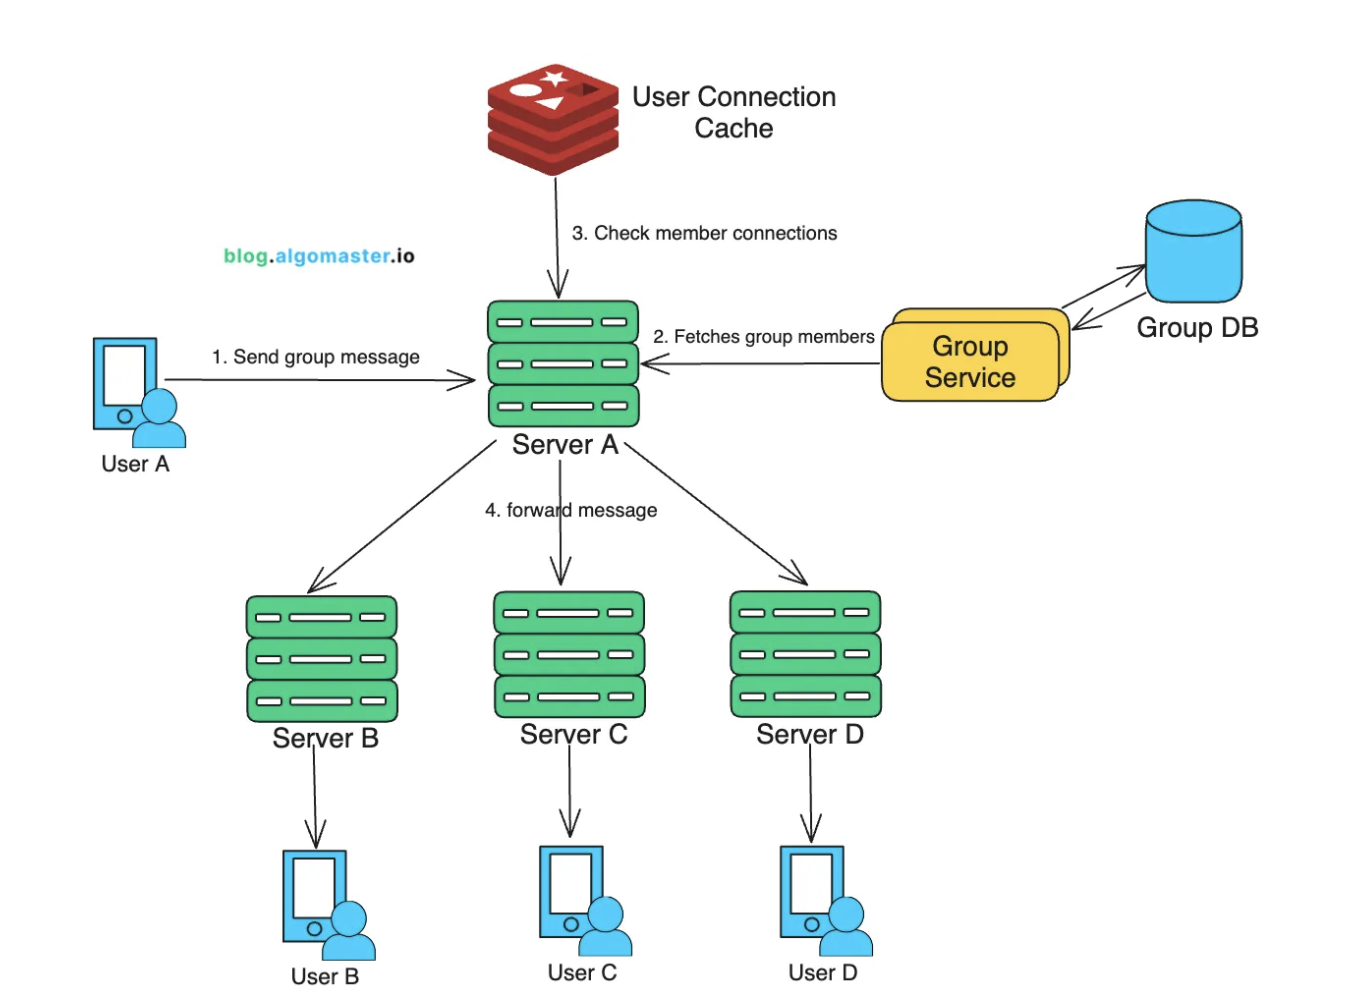 User Connection
Cache
3. Check member connections
blog.algomaster.io
Group DB
2. Fetches group members
Group
Service
1. Send group message
Server A
User A
4. forward message
Server B
Server C
Server D
User B
User C
User D